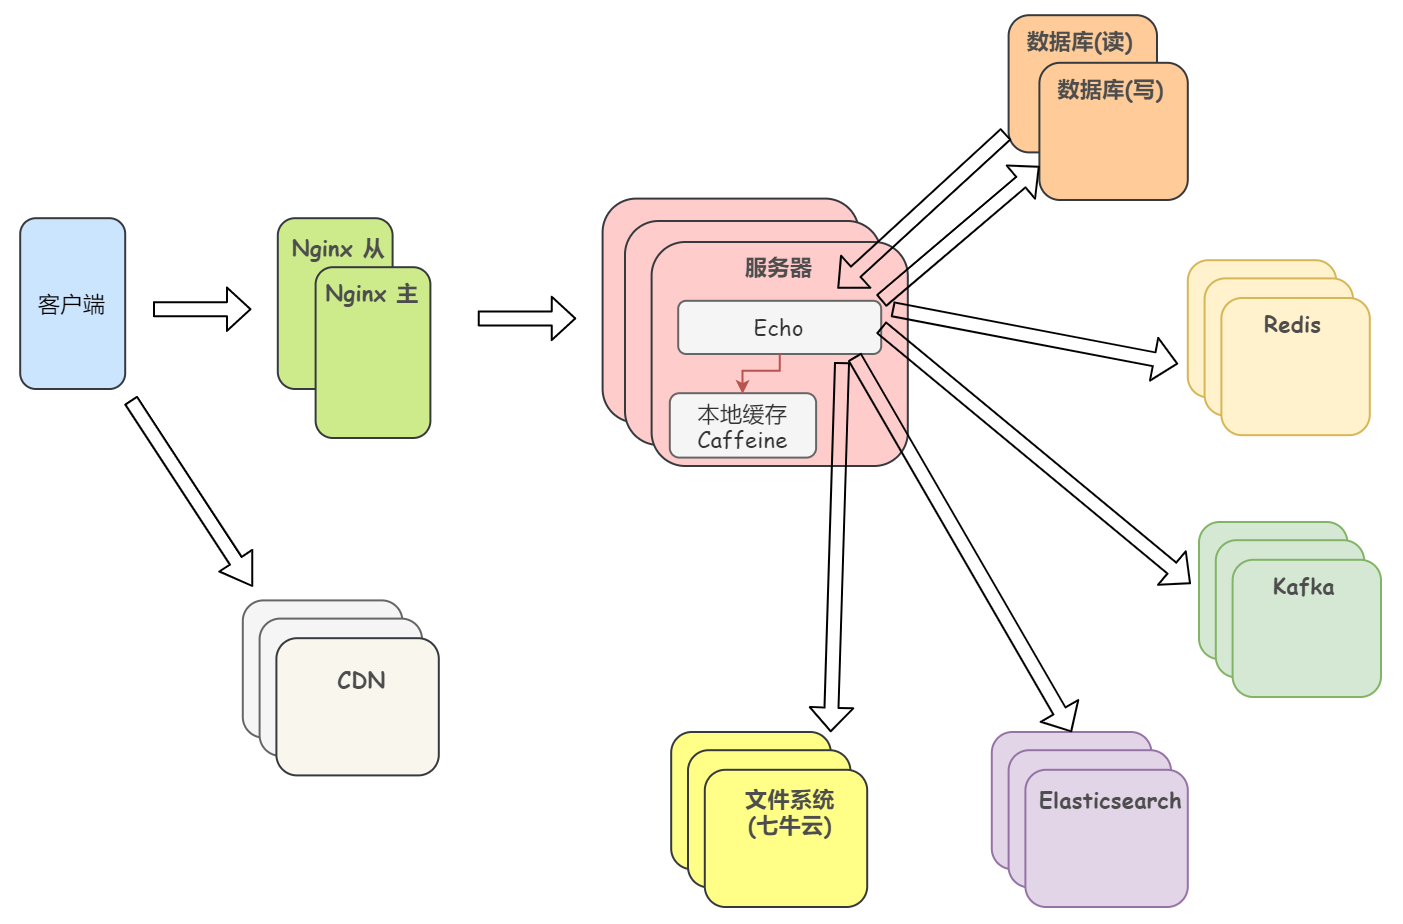 数据库(读)
数据库(写)
客户端
Nginx 从
Nginx 主
服务器
Echo
本地缓存
Caffeine
Redis
Kafka
CDN
文件系统
(七牛云)
Elasticsearch